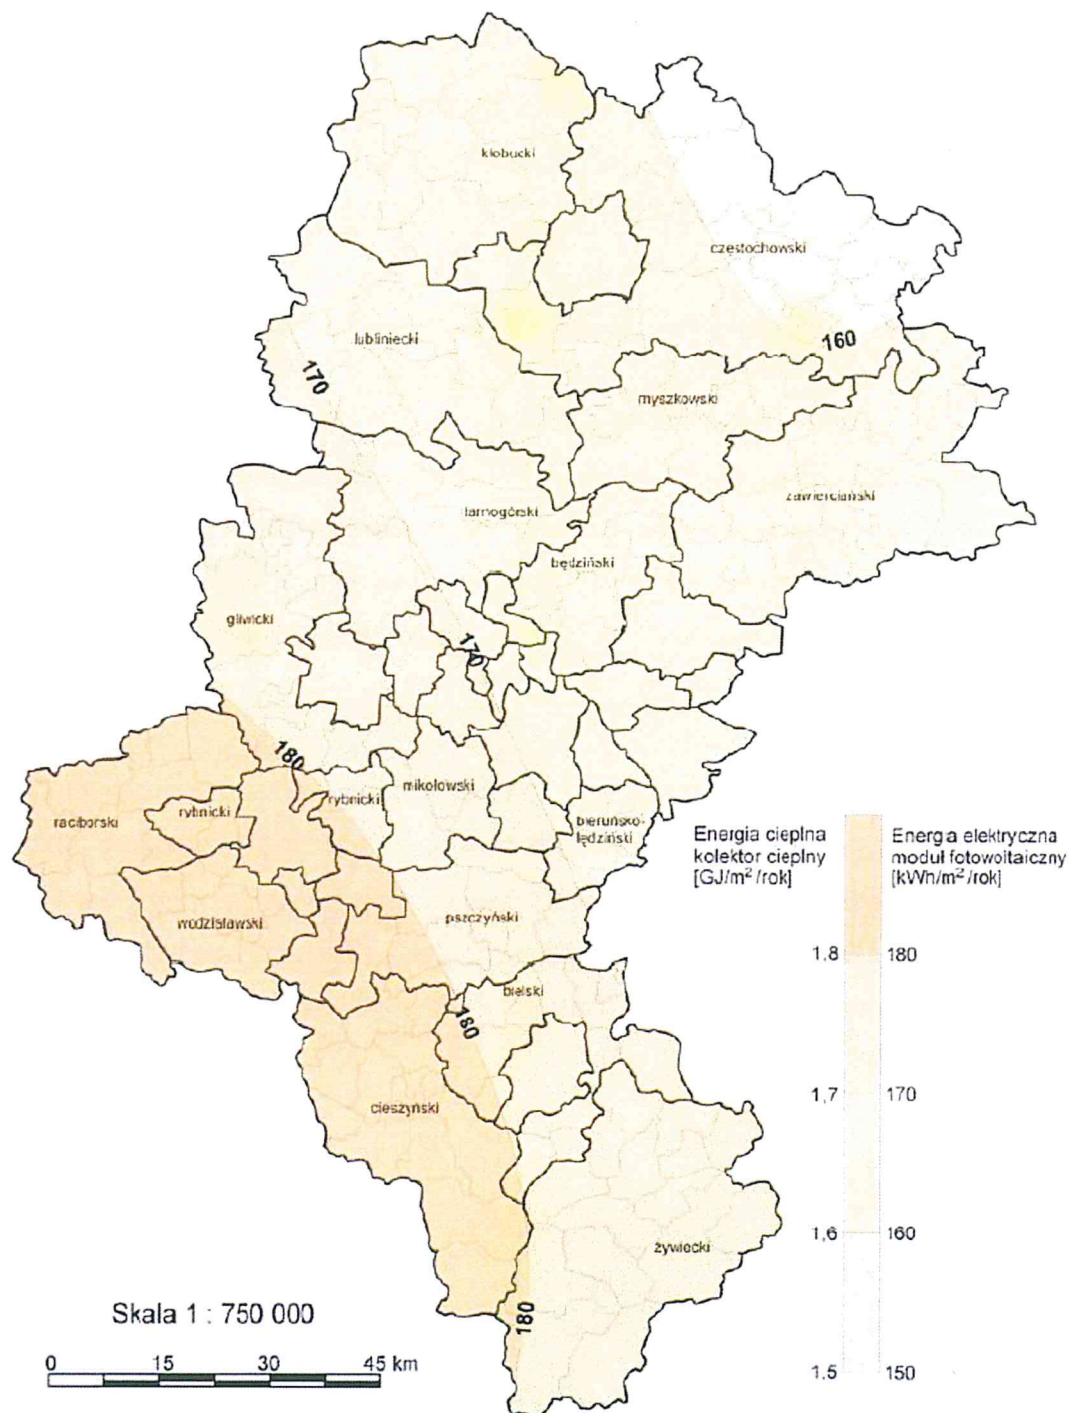 kłobucki
częstochowski
lubliniecki
160
170
myszkowski
zawierciański
tarnogórski
będziński
gliwicki
170
180
rybnicki
mikołowski
raciborski
rybnicki
bieruńsko-
lędziński
wodzisławski
pszczyński
bielski
180
cieszyński
żywiecki
180
Energia cieplna
kolektor cieplny
[GJ/m²/rok]
Energia elektryczna
moduł fotowoltaiczny
[kWh/m²/rok]
1,8 180
1,7 170
1,6 160
1,5 150
Skala 1 : 750 000
0 15 30 45 km